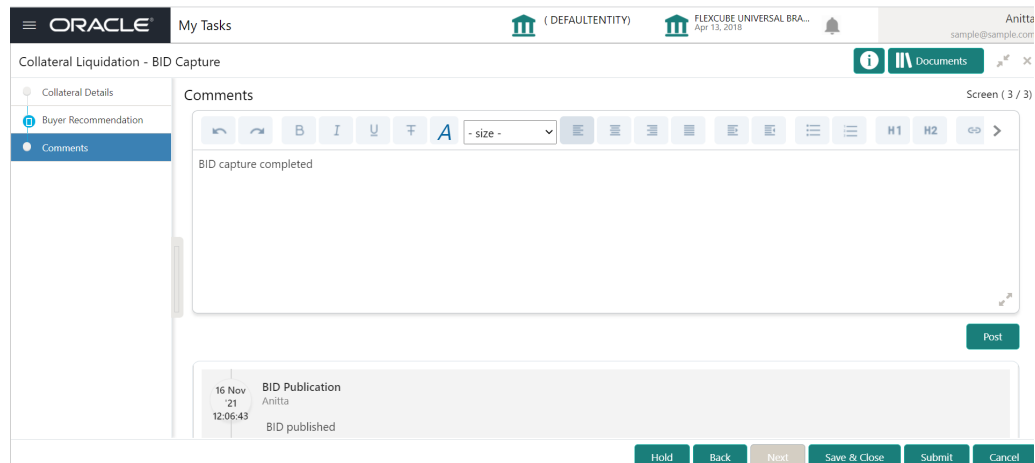 ORACLE
My Tasks
( DEFAULTENTITY)
FLEXCUBE UNIVERSAL BRA...
Apr 13, 2018
Anitta
sample@sample.com
Collateral Liquidation - BID Capture
Documents
Collateral Details
Buyer Recommendation
Comments
Comments
Screen ( 3 / 3)
B I U T A - size - H1 H2
BID capture completed
Post
16 Nov '21 12:06:43
BID Publication
Anitta
BID published
Hold Back Next Save & Close Submit Cancel